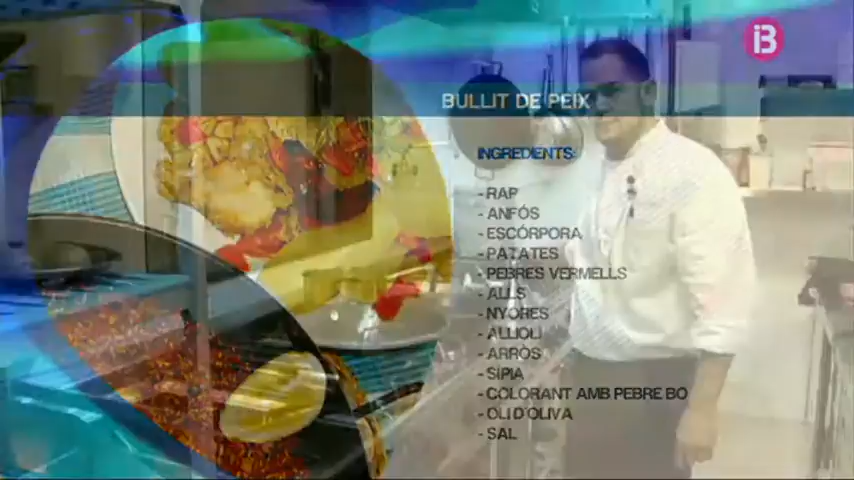 iB
BULLIT DE PEIX
INGREDIENTS:
- RAP
- ANFÓS
- ESCÓRPORA
- PATATES
- PEBRES VERMELLS
- ALLS
- NYORES
- ALLIOLI
- ARRÒS
- SÍPIA
- COLORANT AMB PEBRE BO
- OLI D'OLIVA
- SAL